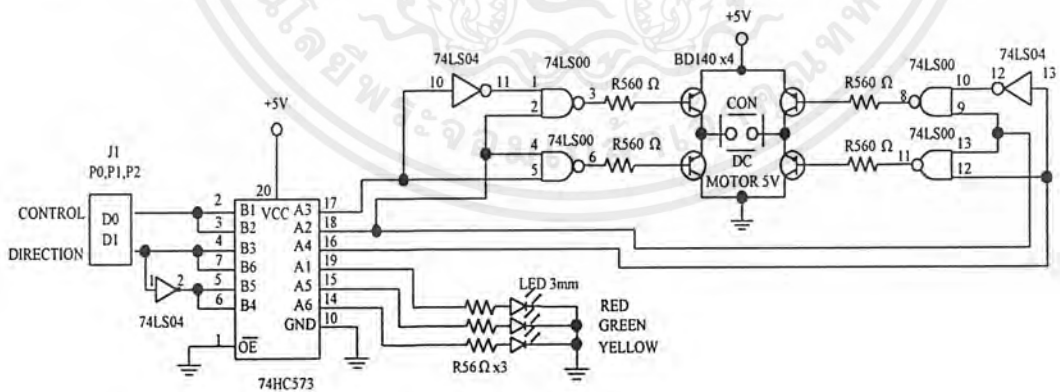 +5V
74LS04
74LS00
BD140 x4
74LS00
74LS04
10
11
1
2
3
R560 Ω
CON
R560 Ω
8
10
9
12
13
+5V
74LS00
4
5
6
R560 Ω
DC
MOTOR 5V
R560 Ω
74LS00
11
13
12
J1
P0,P1,P2
CONTROL
D0
DIRECTION
D1
20
VCC
2 B1 A3 17
3 B2 A2 18
4 B3 A4 16
7 B6 A1 19
5 B5 A5 15
6 B4 A6 14
GND 10
1 OE
1
2
74LS04
74HC573
LED 3mm
RED
GREEN
YELLOW
R56Ω x3